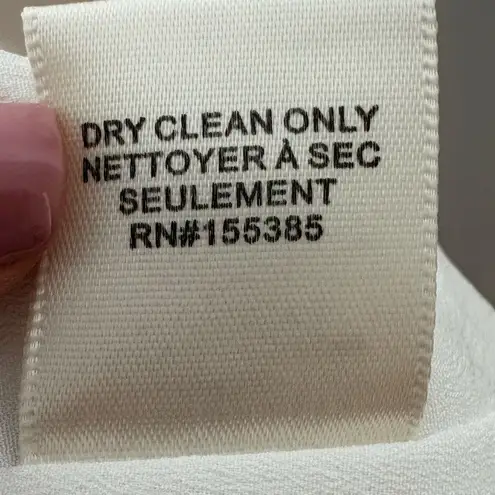 DRY CLEAN ONLY
NETTOYER À SEC
SEULEMENT
RN#155385